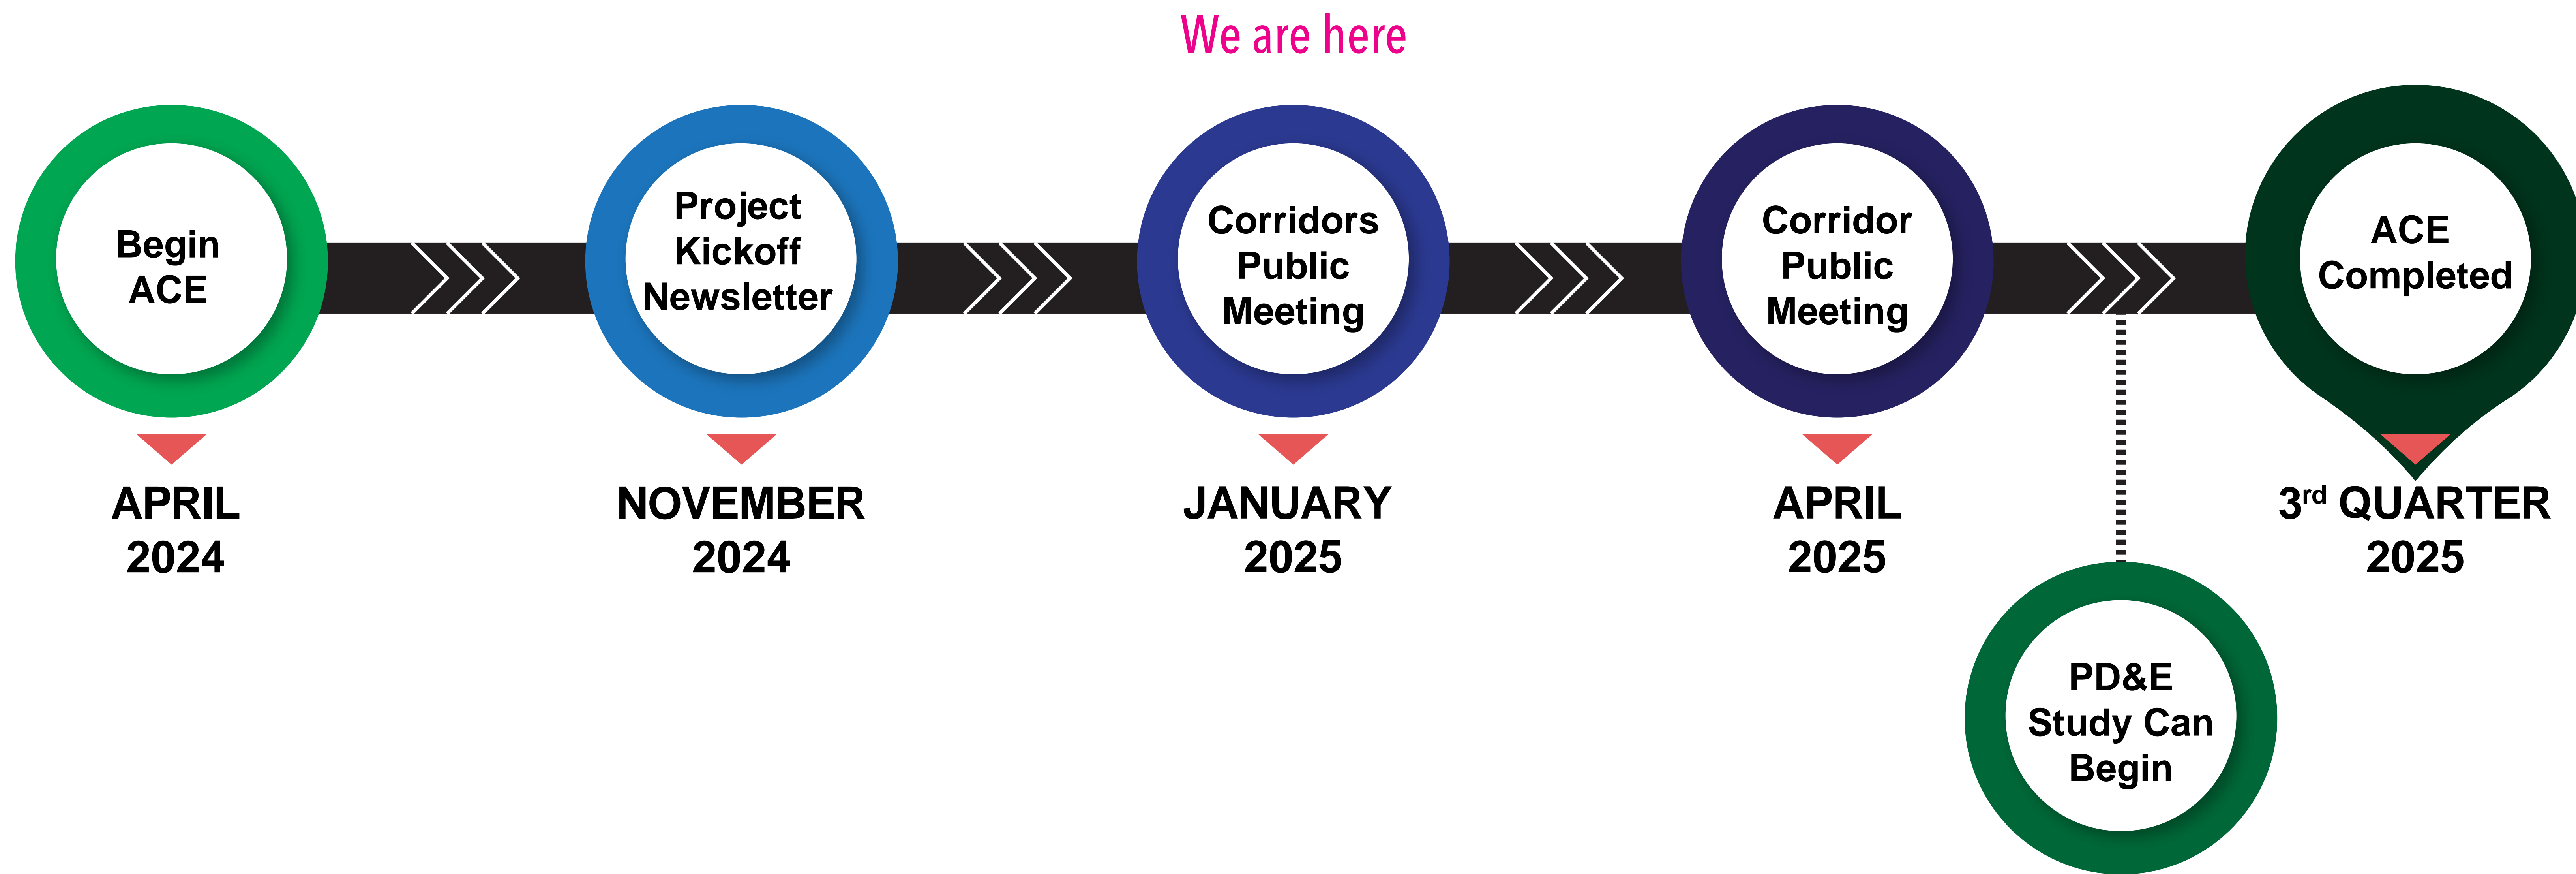 We are here
Begin
ACE
Project
Kickoff
Newsletter
Corridors
Public
Meeting
Corridor
Public
Meeting
ACE
Completed
APRIL
2024
NOVEMBER
2024
JANUARY
2025
APRIL
2025
3rd QUARTER
2025
PD&E
Study Can
Begin